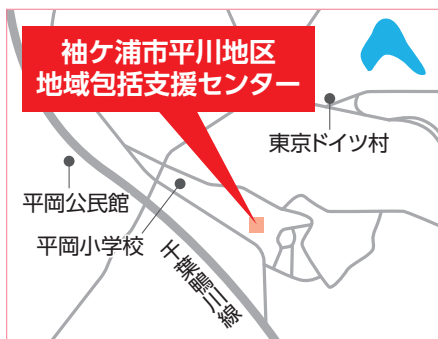 袖ケ浦市平川地区
地域包括支援センター
東京ドイツ村
平岡公民館
平岡小学校
千葉鴨川線